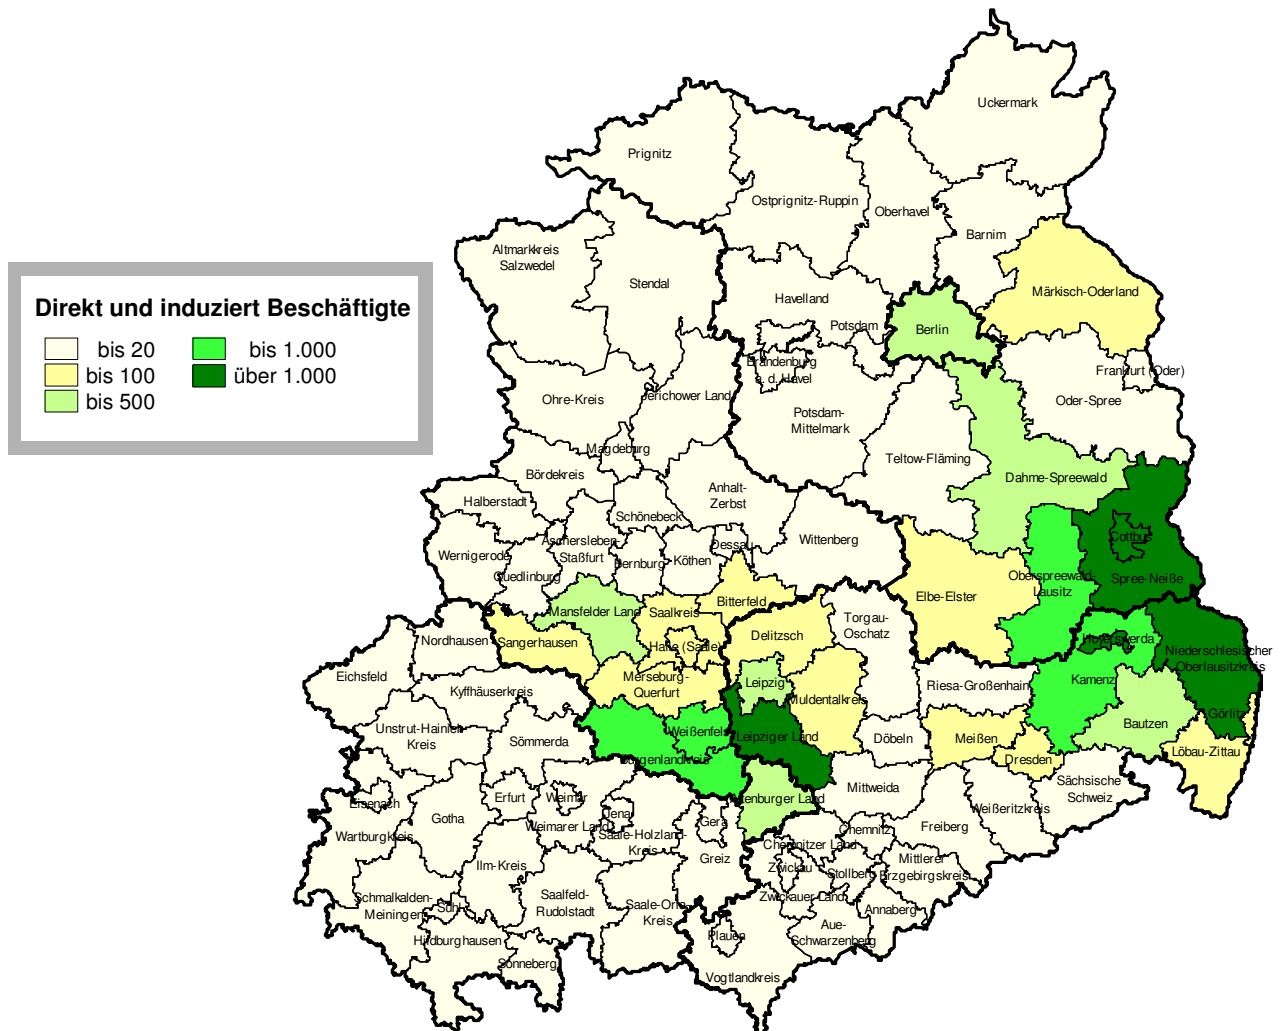 Direkt und induziert Beschäftigte
bis 20
bis 100
bis 500
bis 1.000
über 1.000
Uckermark
Prignitz
Ostprignitz-Ruppin
Oberhavel
Barnim
Altmarkkreis
Salzwedel
Stendal
Havelland
Märkisch-Oderland
Potsdam
Berlin
Brandenburg
a. d. Havel
Frankfurt (Oder)
Ohre-Kreis
Jerichower Land
Oder-Spree
Potsdam-
Mittelmark
Magdeburg
Teltow-Fläming
Bördekreis
Dahme-Spreewald
Anhalt-
Zerbst
Halberstadt
Schönebeck
Wernigerode
Aschersleben-
Staßfurt
Dessau
Wittenberg
Cottbus
Quedlinburg
Bernburg
Köthen
Oberspreewald-
Lausitz
Spree-Neiße
Elbe-Elster
Mansfelder Land
Saalkreis
Bitterfeld
Torgau-
Oschatz
Nordhausen
Sangerhausen
Halle (Saale)
Delitzsch
Hoyerswerda
Niederschlesischer
Oberlausitzkreis
Eichsfeld
Kyffhäuserkreis
Merseburg-
Querfurt
Leipzig
Muldentalkreis
Riesa-Großenhain
Kamenz
Görlitz
Unstrut-Hainich-
Kreis
Sömmerda
Weißenfels
Leipziger Land
Döbeln
Meißen
Bautzen
Burgenlandkreis
Dresden
Löbau-Zittau
Eisenach
Erfurt
Weimar
Altenburger Land
Mittweida
Sächsische
Schweiz
Wartburgkreis
Gotha
Weimarer Land
Jena
Saale-Holzland-
Kreis
Gera
Chemnitz
Freiberg
Weißeritzkreis
Ilm-Kreis
Greiz
Chemnitzer Land
Zwickau
Stollberg
Mittlerer
Erzgebirgskreis
Schmalkalden-
Meiningen
Suhl
Saalfeld-
Rudolstadt
Saale-Orla-
Kreis
Zwickauer Land
Annaberg
Hildburghausen
Sonneberg
Plauen
Aue-
Schwarzenberg
Vogtlandkreis